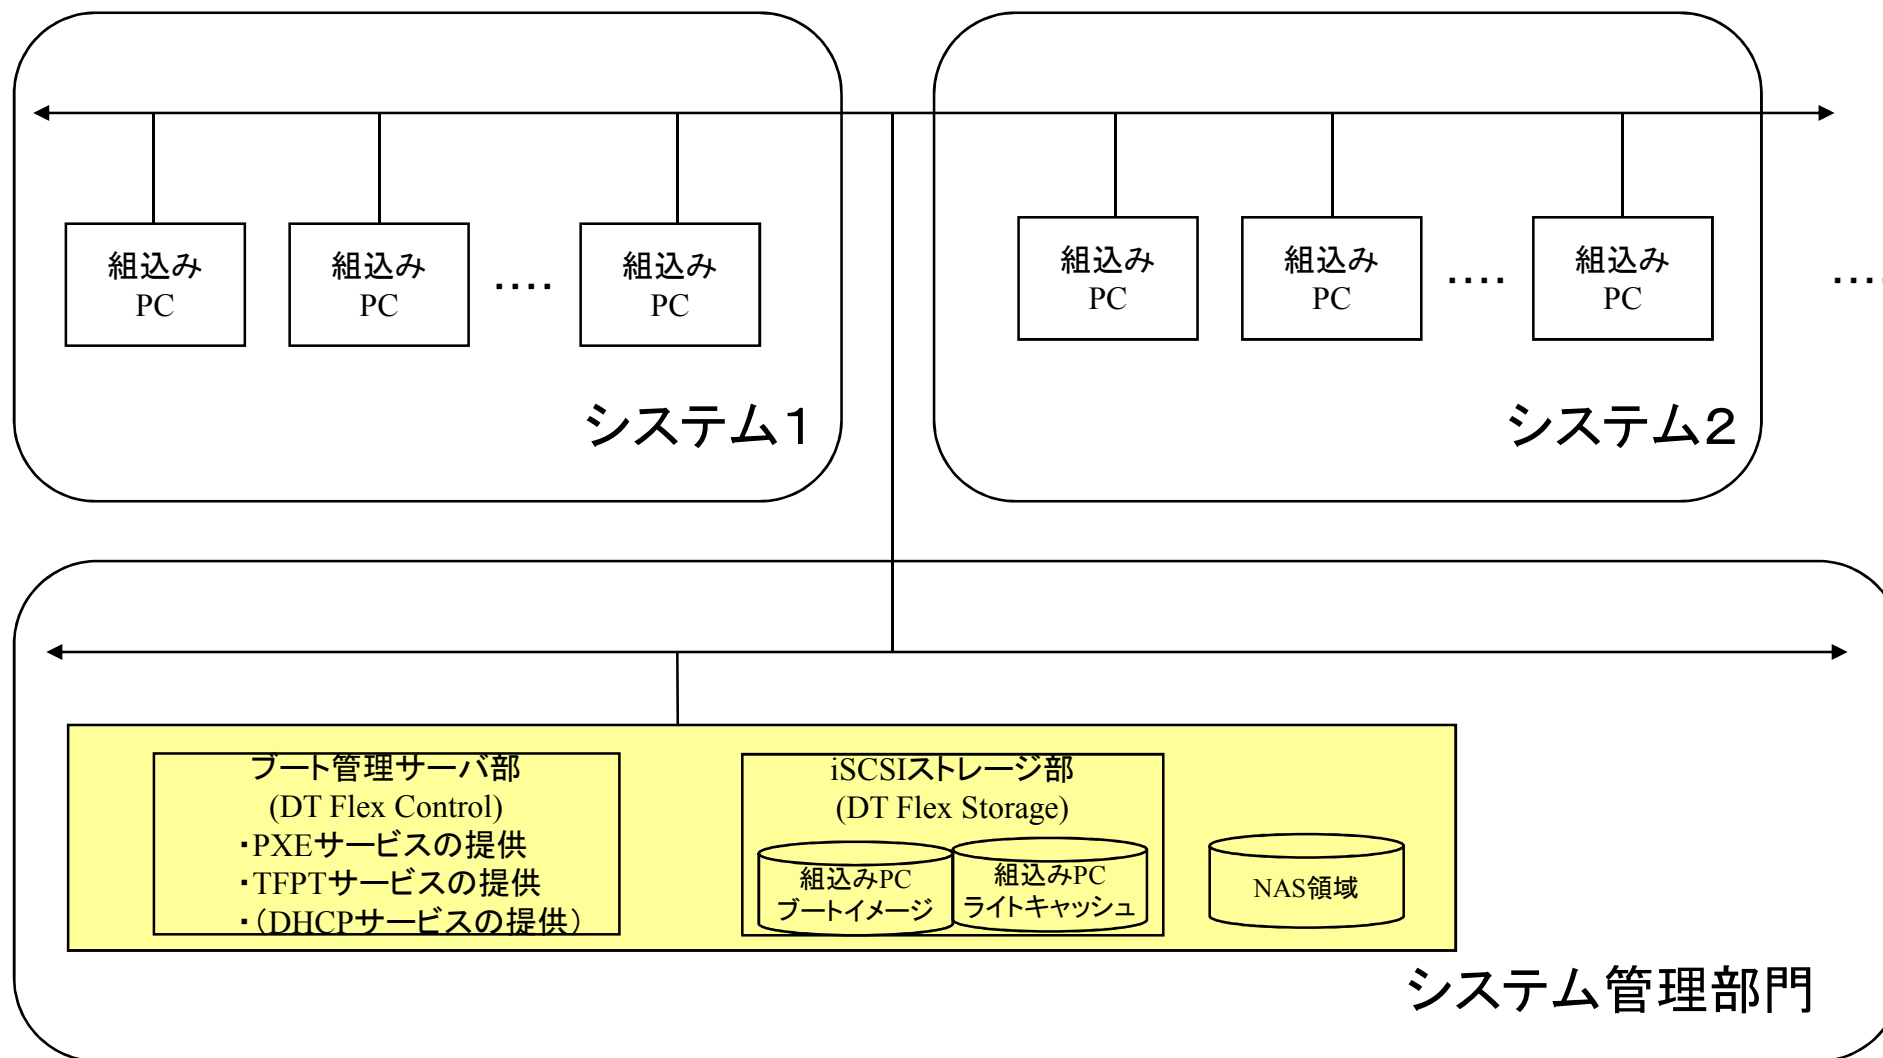 組込み
PC
組込み
PC
‥‥
組込み
PC
組込み
PC
組込み
PC
‥‥
組込み
PC
‥‥
システム1
システム2
ブート管理サーバ部
(DT Flex Control)
・PXEサービスの提供
・TFPTサービスの提供
・(DHCPサービスの提供)
iSCSIストレージ部
(DT Flex Storage)
組込みPC
ブートイメージ
組込みPC
ライトキャッシュ
NAS領域
システム管理部門